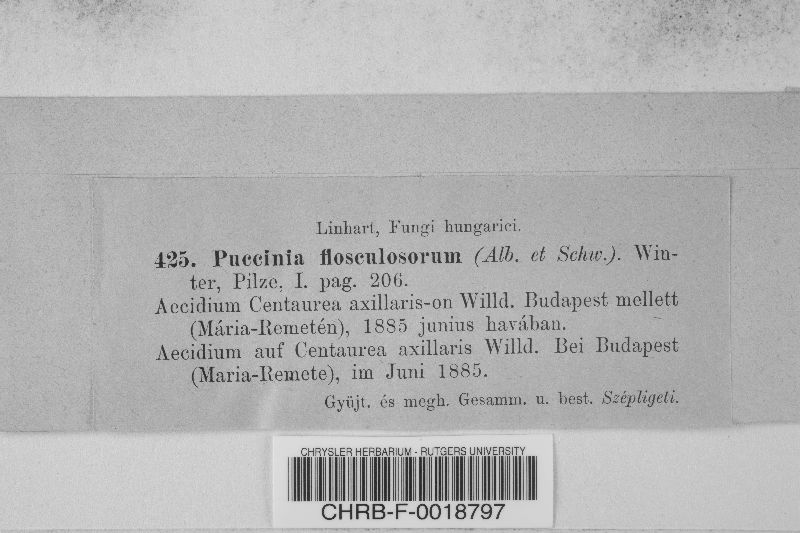 Linhart, Fungi hungarici.
425. Puccinia flosculosorum (Alb. et Schw.). Win-
ter, Pilze, I. pag. 206.
Aecidium Centaurea axillaris-on Willd. Budapest mellett
(Mária-Remetén), 1885 junius havában.
Aecidium auf Centaurea axillaris Willd. Bei Budapest
(Maria-Remete), im Juni 1885.
Gyüjt. és megh. Gesamm. u. best. Szépligeti.
CHRYSLER HERBARIUM - RUTGERS UNIVERSITY
CHRB-F-0018797